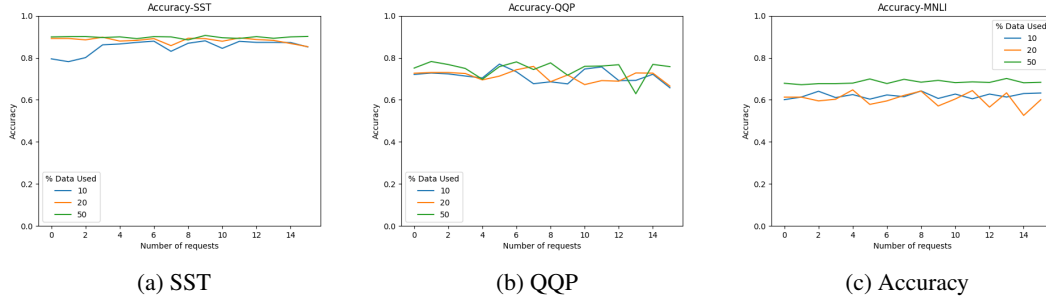 Accuracy-SST
1.0
0.8
0.6
0.4
0.2
0.0
Accuracy
% Data Used
10
20
50
0 2 4 6 8 10 12 14
Number of requests
(a) SST
Accuracy-QQP
1.0
0.8
0.6
0.4
0.2
0.0
Accuracy
% Data Used
10
20
50
0 2 4 6 8 10 12 14
Number of requests
(b) QQP
Accuracy-MNLI
1.0
0.8
0.6
0.4
0.2
0.0
Accuracy
% Data Used
10
20
50
0 2 4 6 8 10 12 14
Number of requests
(c) Accuracy